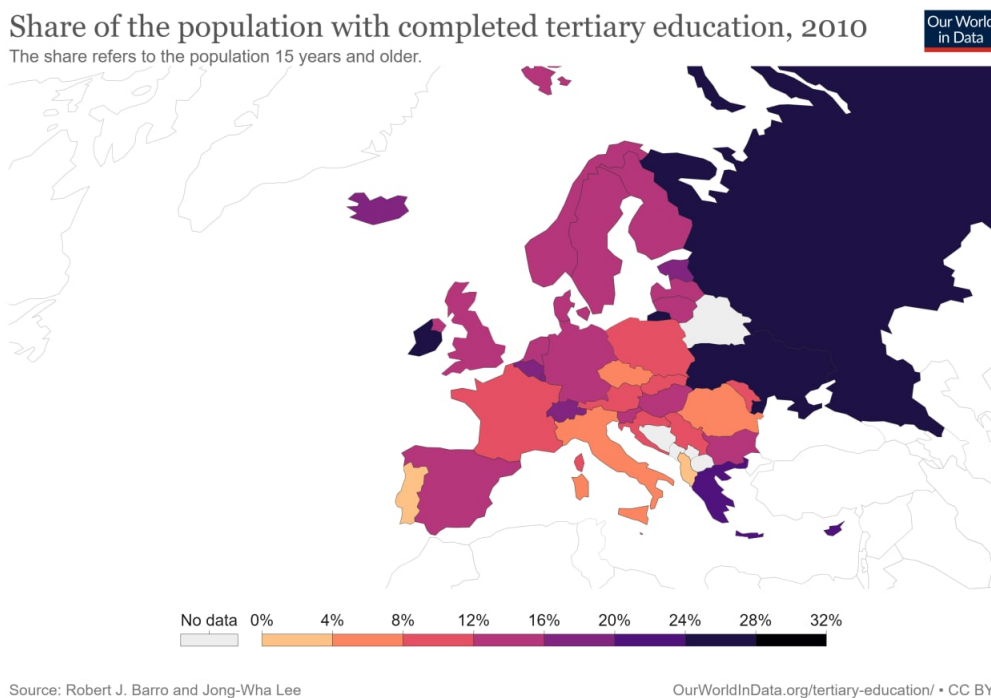 Share of the population with completed tertiary education, 2010
The share refers to the population 15 years and older.
Our World
in Data
No data 0% 4% 8% 12% 16% 20% 24% 28% 32%
Source: Robert J. Barro and Jong-Wha Lee
OurWorldInData.org/tertiary-education/ • CC BY